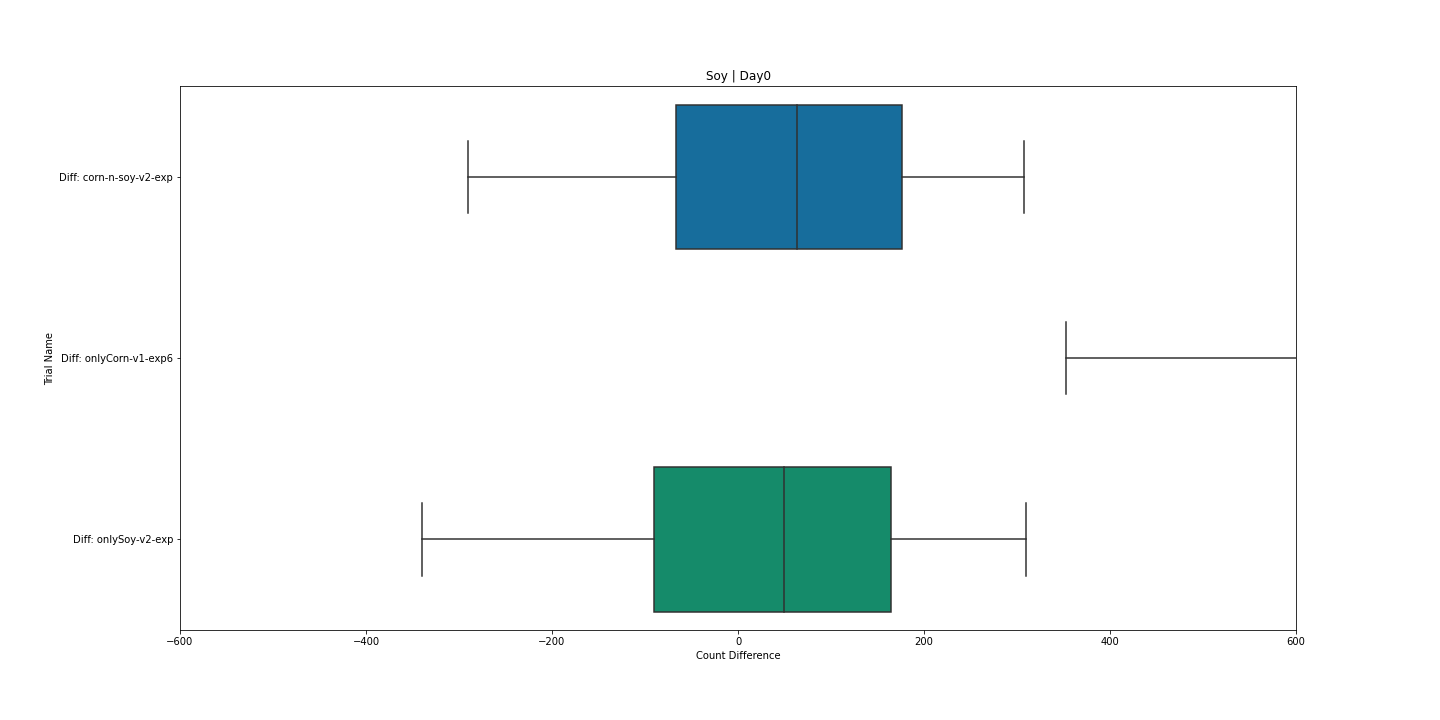 Soy | Day0
Trial Name
Diff: corn-n-soy-v2-exp
Diff: onlyCorn-v1-exp6
Diff: onlySoy-v2-exp
−600 −400 −200 0 200 400 600
Count Difference